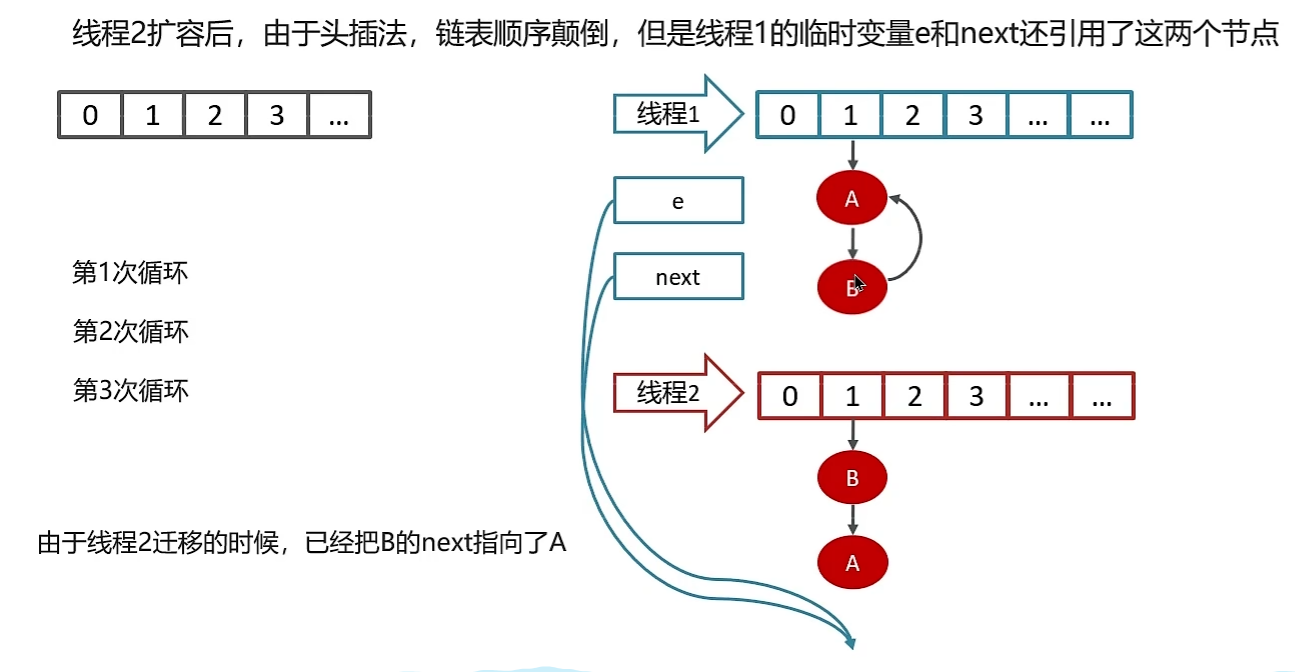 线程2扩容后，由于头插法，链表顺序颠倒，但是线程1的临时变量e和next还引用了这两个节点
0 1 2 3 ...
线程1
0 1 2 3 ... ...
e
A
next
B
第1次循环
第2次循环
第3次循环
线程2
0 1 2 3 ... ...
B
由于线程2迁移的时候，已经把B的next指向了A
A